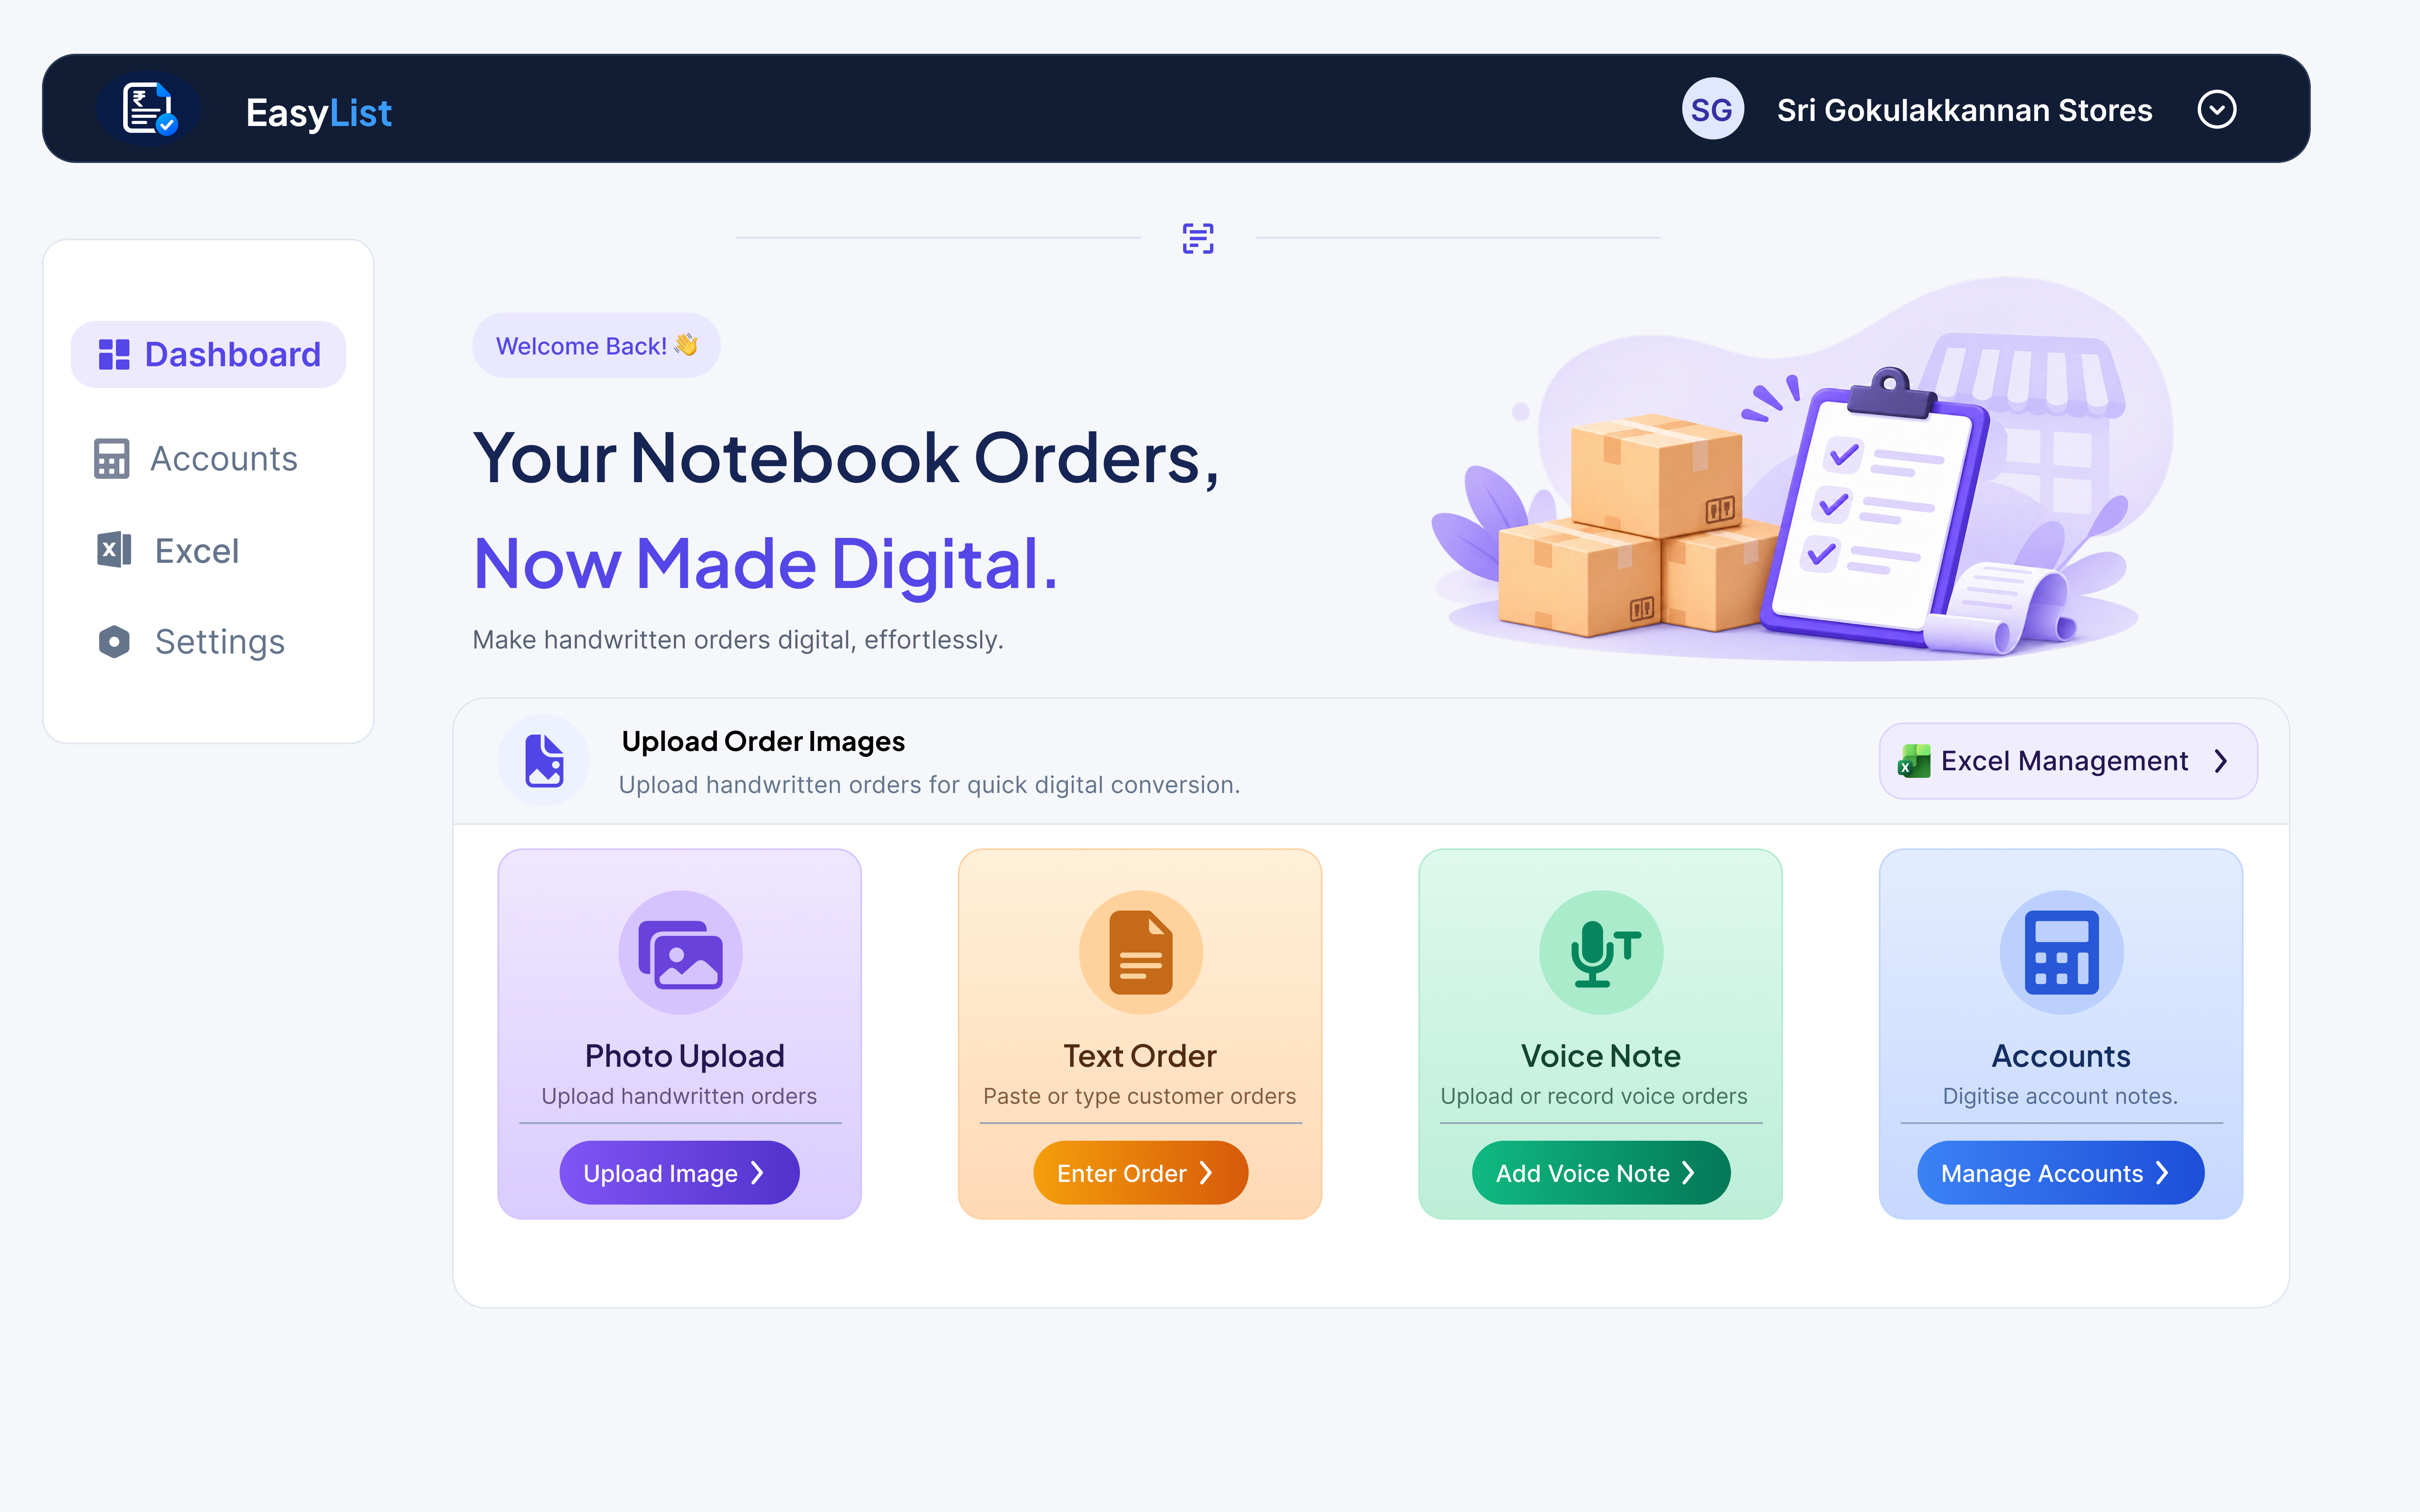 EasyList
SG
Sri Gokulakkannan Stores
Dashboard
Accounts
Excel
Settings
Welcome Back! 👋
Your Notebook Orders,
Now Made Digital.
Make handwritten orders digital, effortlessly.
Upload Order Images
Upload handwritten orders for quick digital conversion.
Excel Management
Photo Upload
Upload handwritten orders
Upload Image
Text Order
Paste or type customer orders
Enter Order
Voice Note
Upload or record voice orders
Add Voice Note
Accounts
Digitise account notes.
Manage Accounts